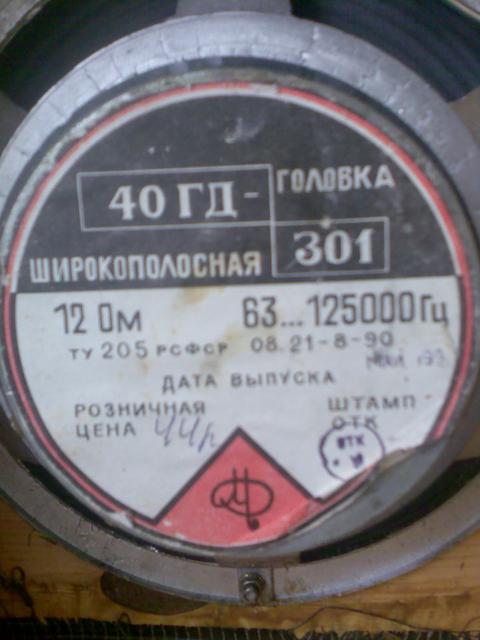 40 ГД -
ГОЛОВКА
301
ШИРОКОПОЛОСНАЯ
12 Ом 63...125000 Гц
ТУ 205 РСФСР 08.21-8-90
ДАТА ВЫПУСКА
РОЗНИЧНАЯ
ЦЕНА 44р
ШТАМП
ОТК